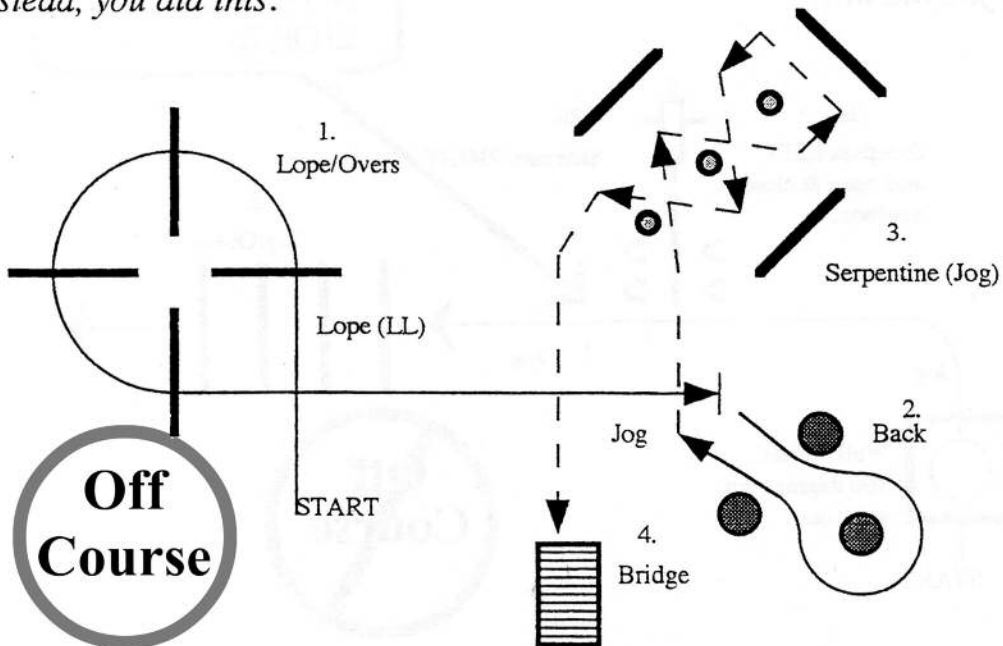 you did this:
1.
Lope/Overs
Lope (LL)
START
Off
Course
2.
Back
Jog
3.
Serpentine (Jog)
4.
Bridge